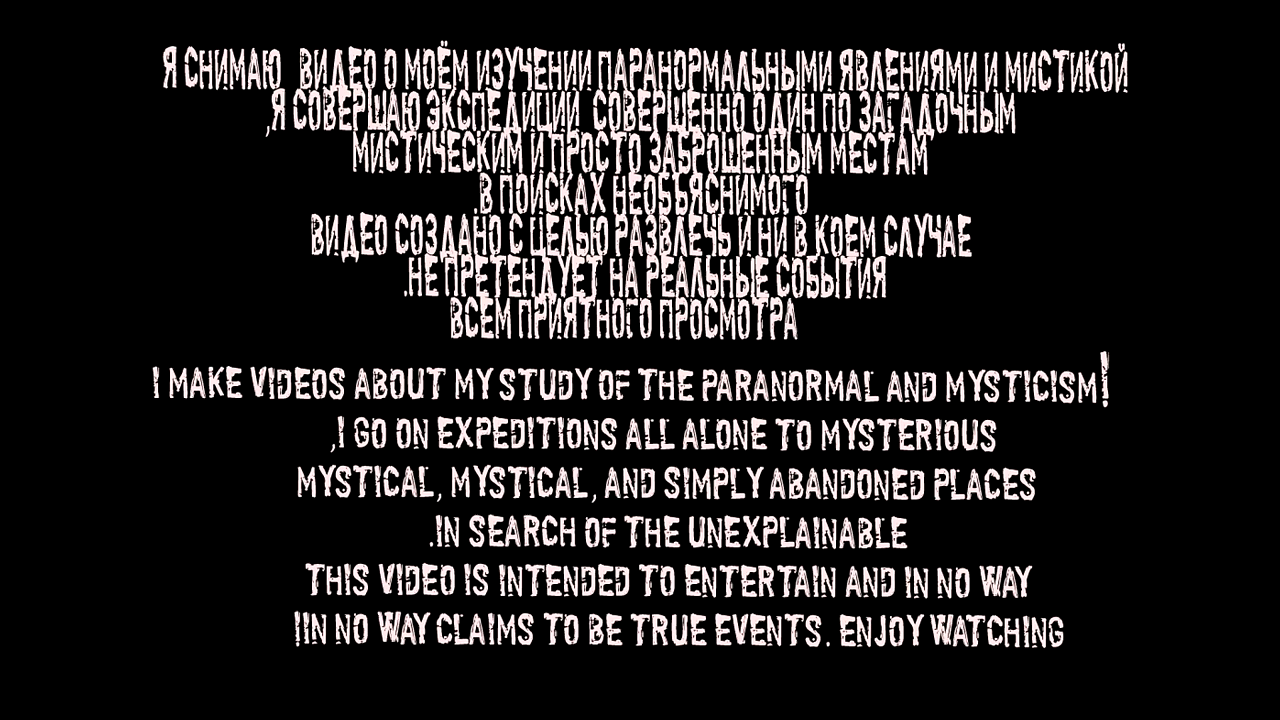 Я СНИМАЮ ВИДЕО О МОЁМ ИЗУЧЕНИИ ПАРАНОРМАЛЬНЫМИ ЯВЛЕНИЯМИ И МИСТИКОЙ
,Я СОВЕРШАЮ ЭКСПЕДИЦИИ СОВЕРШЕННО ОДИН ПО ЗАГАДОЧНЫМ
МИСТИЧЕСКИМ И ПРОСТО ЗАБРОШЕННЫМ МЕСТАМ
.В ПОИСКАХ НЕОБЪЯСНИМОГО
ВИДЕО СОЗДАНО С ЦЕЛЬЮ РАЗВЛЕЧЬ И НИ В КОЕМ СЛУЧАЕ
.НЕ ПРЕТЕНДУЕТ НА РЕАЛЬНЫЕ СОБЫТИЯ
ВСЕМ ПРИЯТНОГО ПРОСМОТРА
I MAKE VIDEOS ABOUT MY STUDY OF THE PARANORMAL AND MYSTICISM!
,I GO ON EXPEDITIONS ALL ALONE TO MYSTERIOUS
MYSTICAL, MYSTICAL, AND SIMPLY ABANDONED PLACES
.IN SEARCH OF THE UNEXPLAINABLE
THIS VIDEO IS INTENDED TO ENTERTAIN AND IN NO WAY
!IN NO WAY CLAIMS TO BE TRUE EVENTS. ENJOY WATCHING